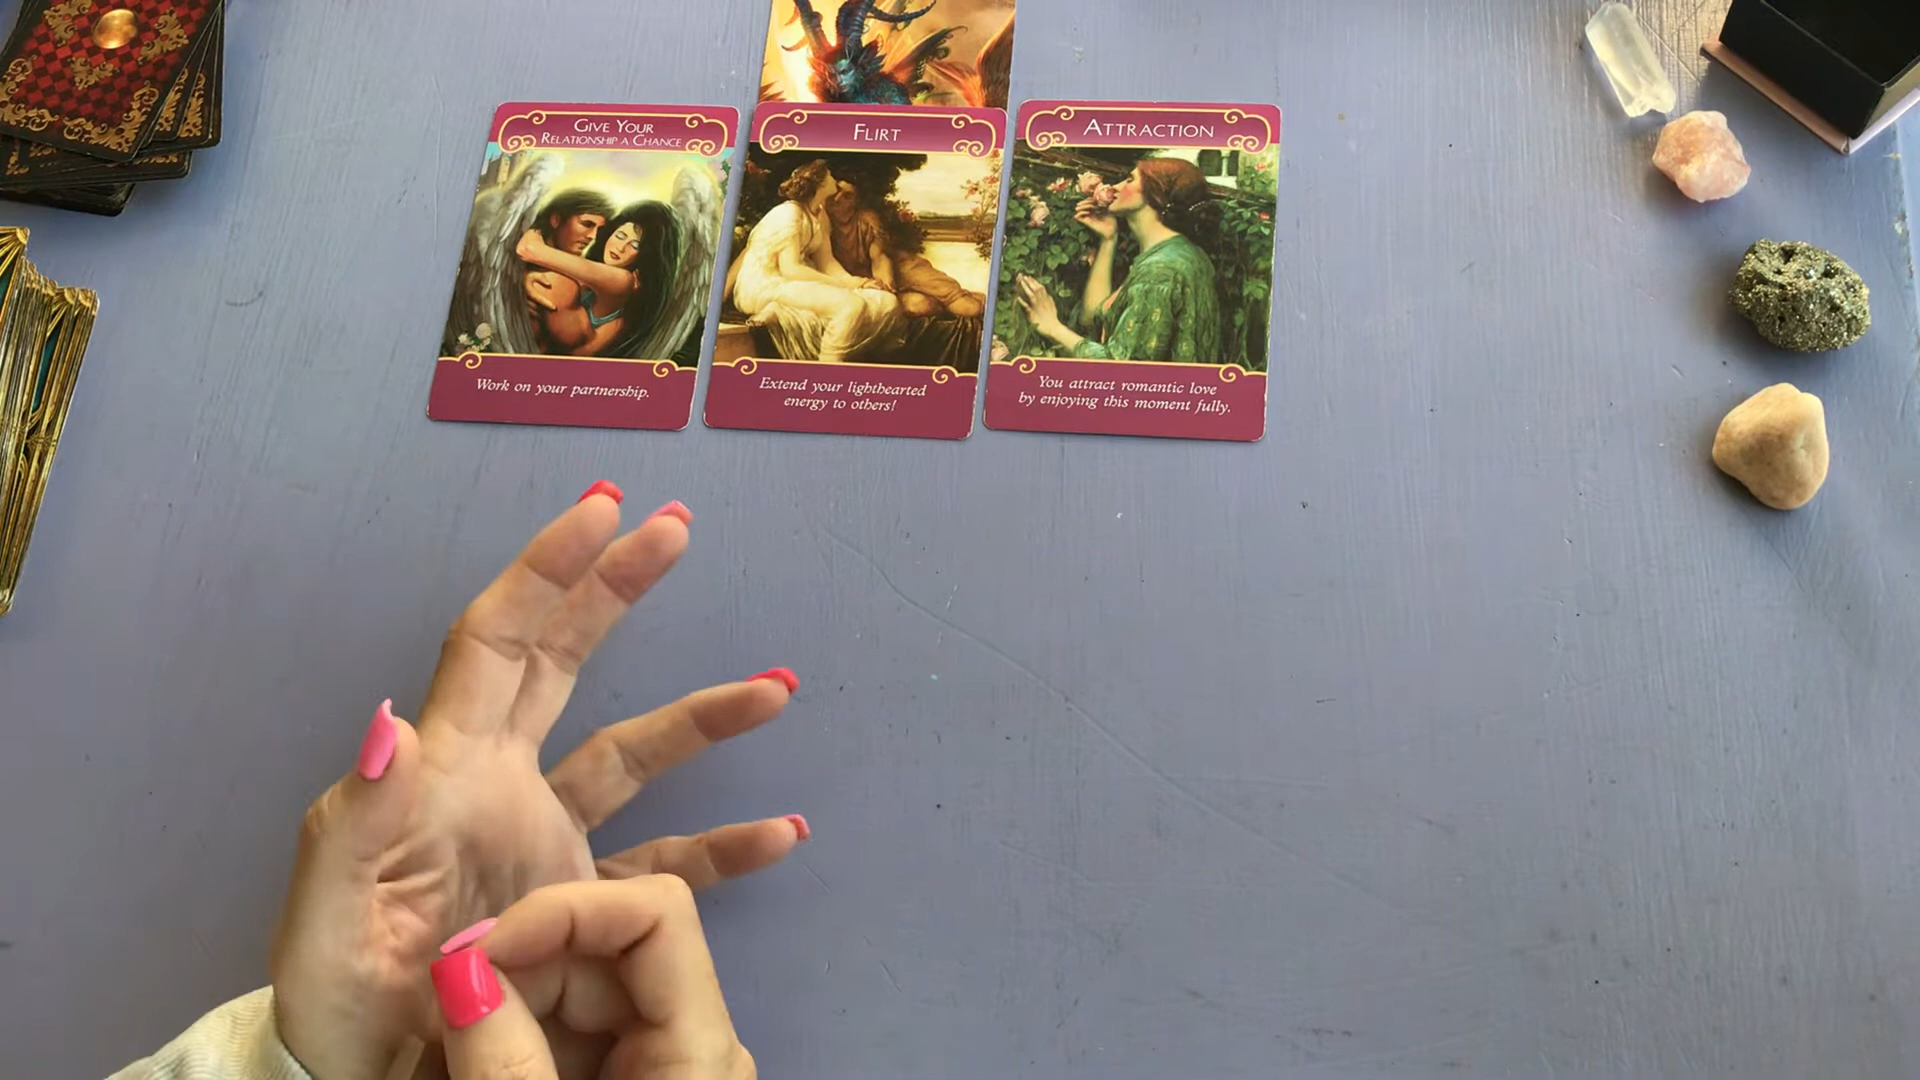 GIVE YOUR
RELATIONSHIP A CHANCE
Work on your partnership.
FLIRT
Extend your lighthearted
energy to others!
ATTRACTION
You attract romantic love
by enjoying this moment fully.